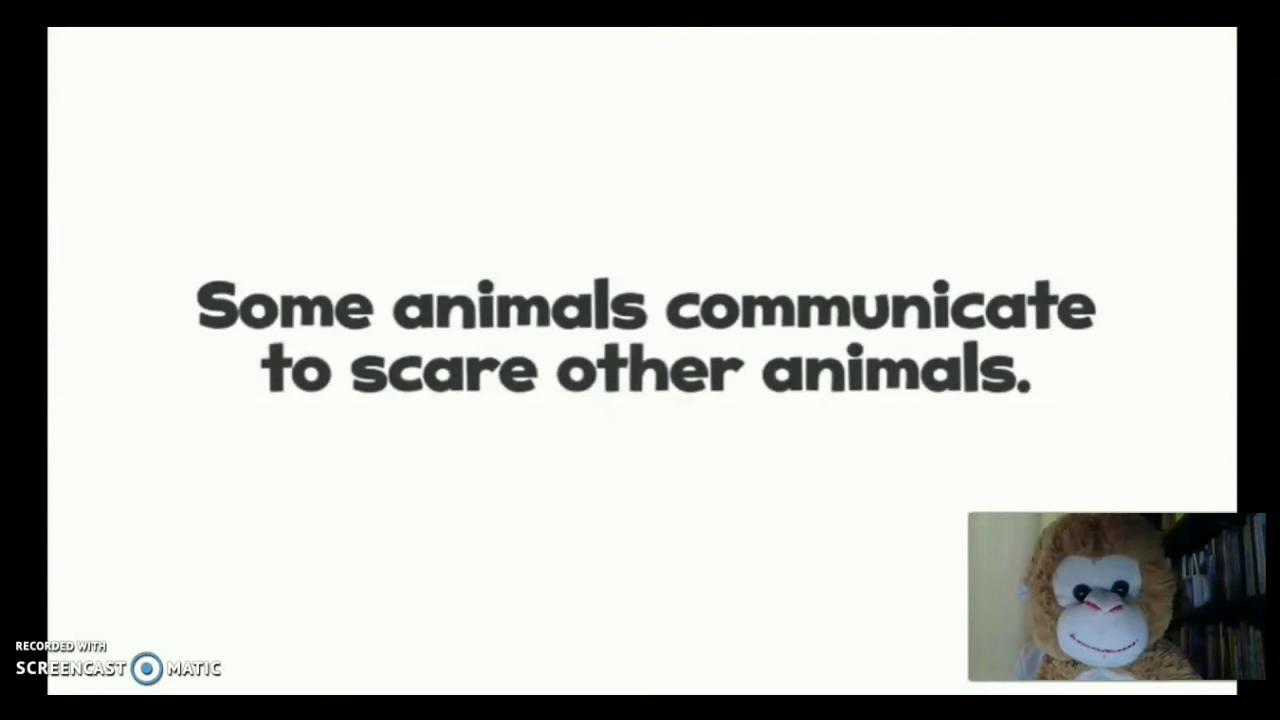 Some animals communicate
to scare other animals.
RECORDED WITH
SCREENCAST MATIC